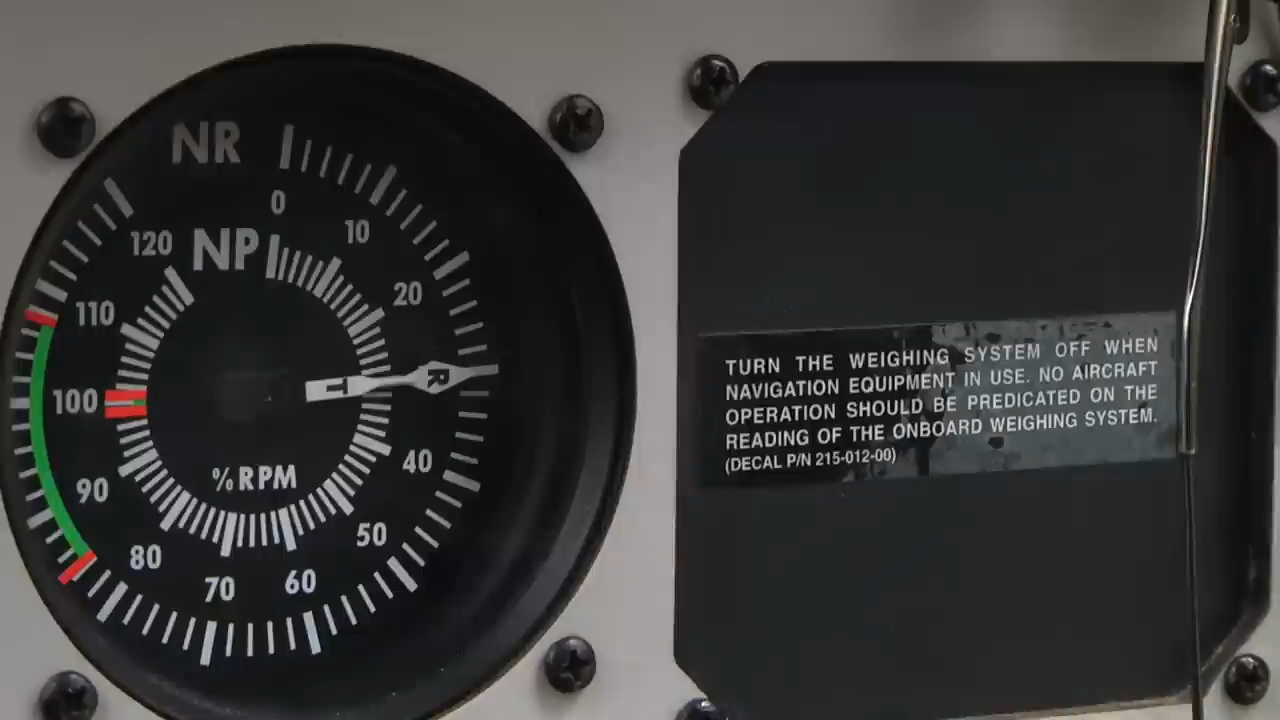 NR
0
10
20
40
50
60
70
80
90
100
110
120
NP
R
T
%RPM
TURN THE WEIGHING SYSTEM OFF WHEN
NAVIGATION EQUIPMENT IN USE. NO AIRCRAFT
OPERATION SHOULD BE PREDICATED ON THE
READING OF THE ONBOARD WEIGHING SYSTEM.
(DECAL P/N 215-012-00)